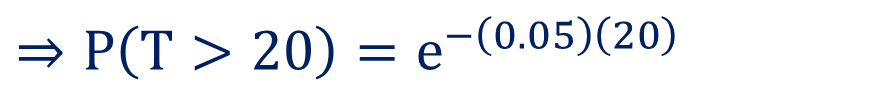 ⇒ P(T > 20) = e^−(0.05)(20)